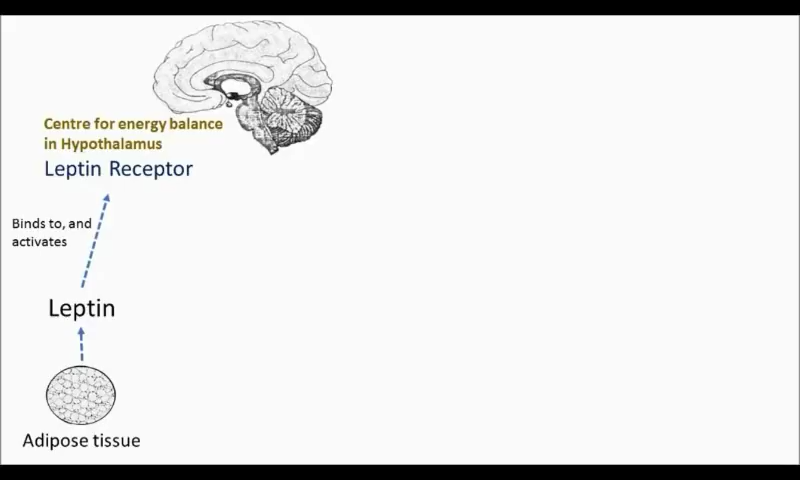 Centre for energy balance
in Hypothalamus
Leptin Receptor
Binds to, and
activates
Leptin
Adipose tissue